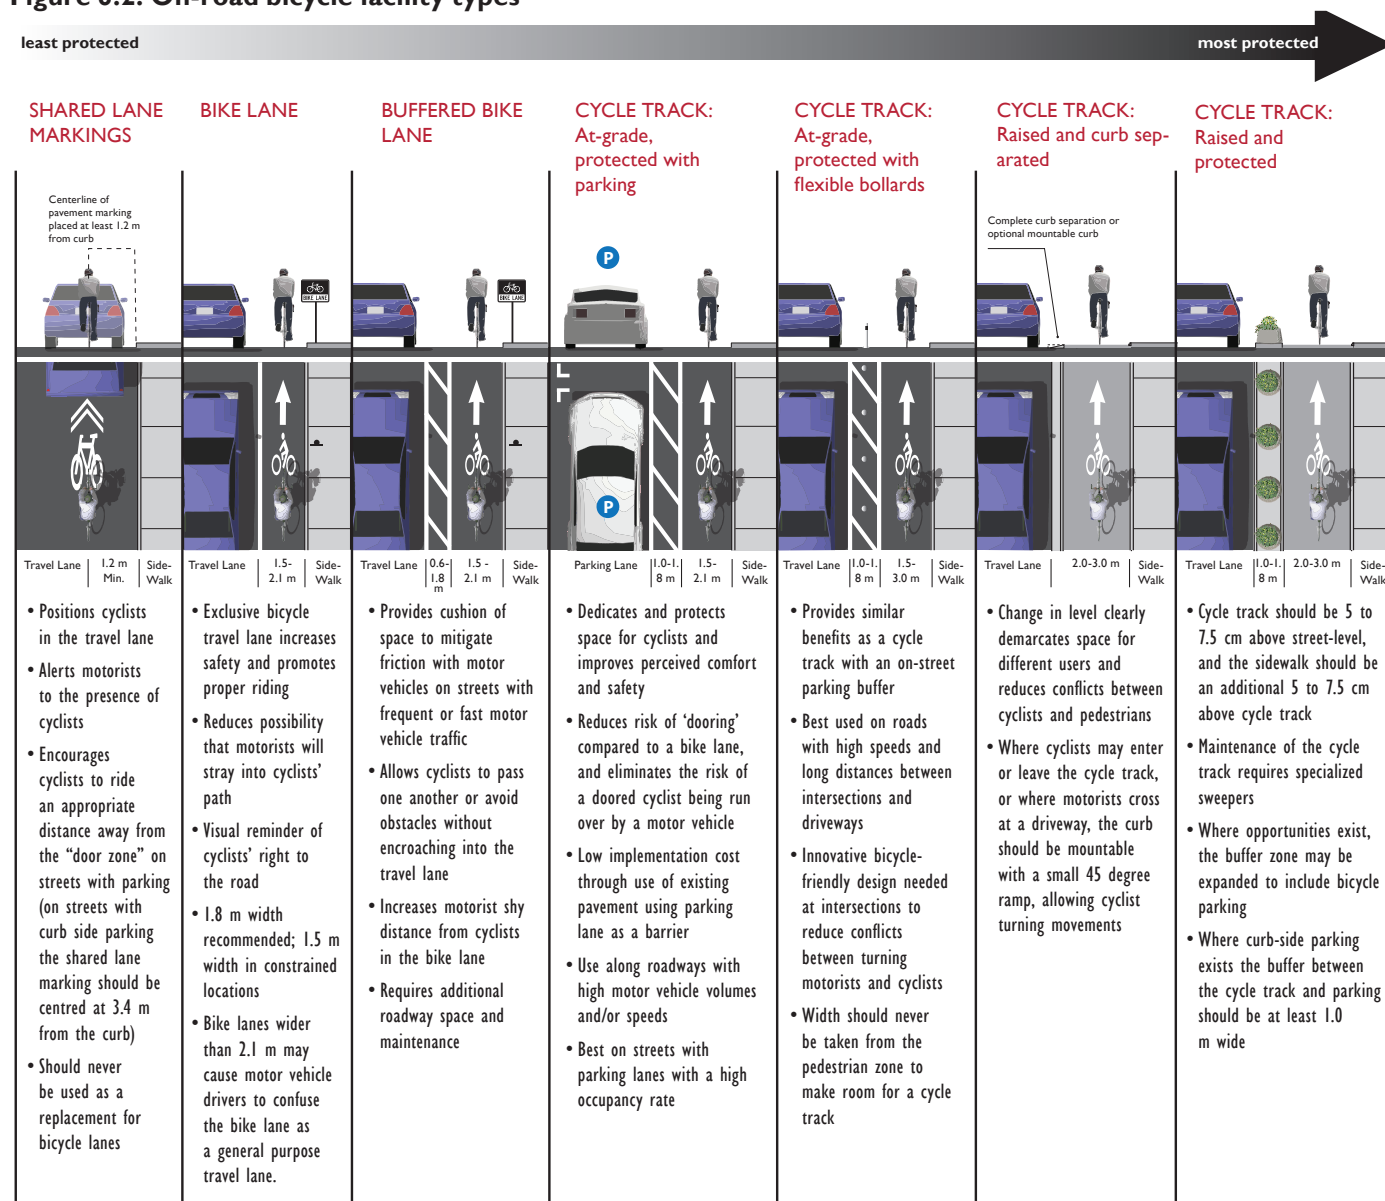 Figure 6.2: On-road bicycle facility types
least protected
most protected
SHARED LANE
MARKINGS
Centerline of
pavement marking
placed at least 1.2 m
from curb
Travel Lane
1.2 m
Min.
Side-
Walk
• Positions cyclists
in the travel lane
• Alerts motorists
to the presence of
cyclists
• Encourages
cyclists to ride
an appropriate
distance away from
the “door zone” on
streets with parking
(on streets with
curb side parking
the shared lane
marking should be
centred at 3.4 m
from the curb)
• Should never
be used as a
replacement for
bicycle lanes
BIKE LANE
BIKE LANE
Travel Lane
1.5-
2.1 m
Side-
Walk
• Exclusive bicycle
travel lane increases
safety and promotes
proper riding
• Reduces possibility
that motorists will
stray into cyclists’
path
• Visual reminder of
cyclists’ right to
the road
• 1.8 m width
recommended; 1.5 m
width in constrained
locations
• Bike lanes wider
than 2.1 m may
cause motor vehicle
drivers to confuse
the bike lane as
a general purpose
travel lane.
BUFFERED BIKE
LANE
BIKE LANE
Travel Lane
0.6-
1.8
m
1.5 -
2.1 m
Side-
Walk
• Provides cushion of
space to mitigate
friction with motor
vehicles on streets with
frequent or fast motor
vehicle traffic
• Allows cyclists to pass
one another or avoid
obstacles without
encroaching into the
travel lane
• Increases motorist shy
distance from cyclists
in the bike lane
• Requires additional
roadway space and
maintenance
CYCLE TRACK:
At-grade,
protected with
parking
P
P
Parking Lane
1.0-1.
8 m
1.5-
2.1 m
Side-
Walk
• Dedicates and protects
space for cyclists and
improves perceived comfort
and safety
• Reduces risk of ‘dooring’
compared to a bike lane,
and eliminates the risk of
a doored cyclist being run
over by a motor vehicle
• Low implementation cost
through use of existing
pavement using parking
lane as a barrier
• Use along roadways with
high motor vehicle volumes
and/or speeds
• Best on streets with
parking lanes with a high
occupancy rate
CYCLE TRACK:
At-grade,
protected with
flexible bollards
Travel Lane
1.0-1.
8 m
1.5-
3.0 m
Side-
Walk
• Provides similar
benefits as a cycle
track with an on-street
parking buffer
• Best used on roads
with high speeds and
long distances between
intersections and
driveways
• Innovative bicycle-
friendly design needed
at intersections to
reduce conflicts
between turning
motorists and cyclists
• Width should never
be taken from the
pedestrian zone to
make room for a cycle
track
CYCLE TRACK:
Raised and curb sep-
arated
Complete curb separation or
optional mountable curb
Travel Lane
2.0-3.0 m
Side-
Walk
• Change in level clearly
demarcates space for
different users and
reduces conflicts between
cyclists and pedestrians
• Where cyclists may enter
or leave the cycle track,
or where motorists cross
at a driveway, the curb
should be mountable
with a small 45 degree
ramp, allowing cyclist
turning movements
CYCLE TRACK:
Raised and
protected
Travel Lane
1.0-1.
8 m
2.0-3.0 m
Side-
Walk
• Cycle track should be 5 to
7.5 cm above street-level,
and the sidewalk should be
an additional 5 to 7.5 cm
above cycle track
• Maintenance of the cycle
track requires specialized
sweepers
• Where opportunities exist,
the buffer zone may be
expanded to include bicycle
parking
• Where curb-side parking
exists the buffer between
the cycle track and parking
should be at least 1.0
m wide